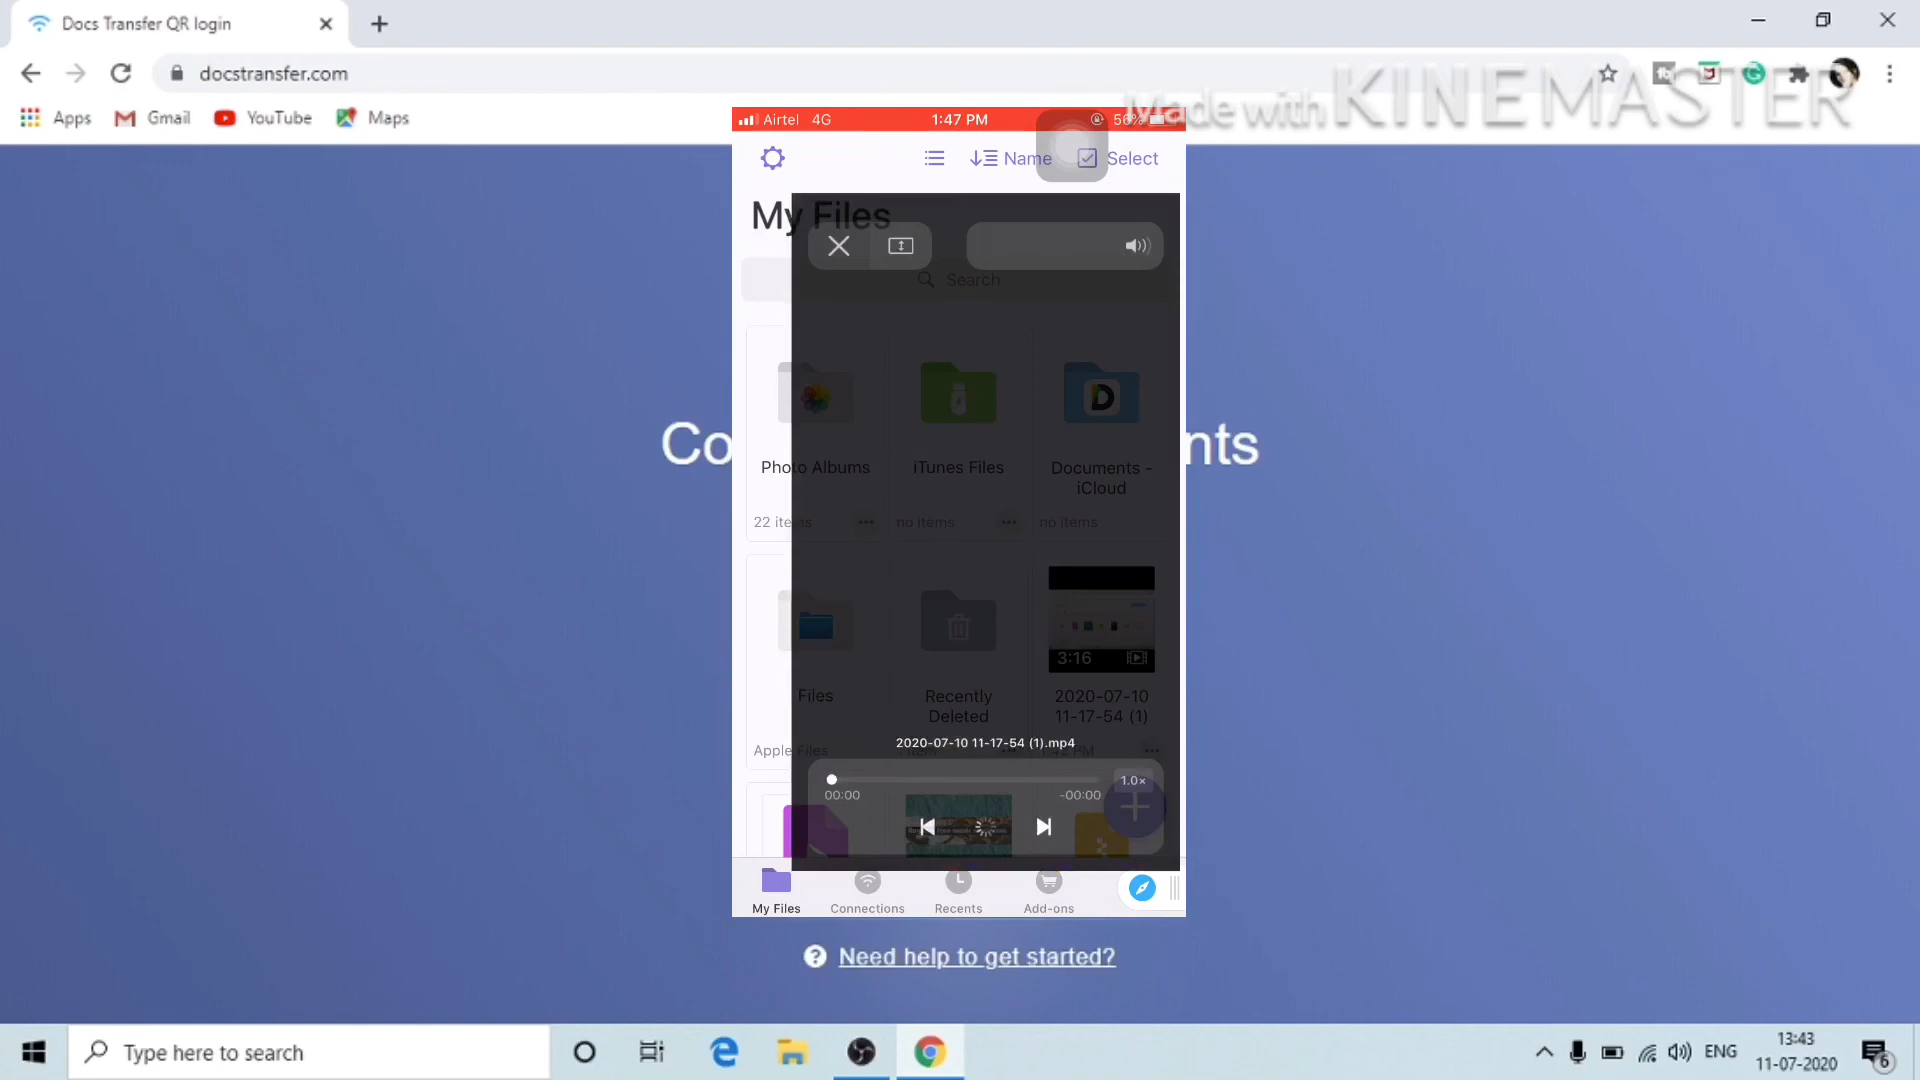 Docs Transfer QR login
docstransfer.com
Made with KINEMASTER
Apps Gmail YouTube Maps
Airtel 4G 1:47 PM 56%
Name Select
My Files
Search
Co nts
Photo Albums iTunes Files Documents - iCloud
22 items no items no items
3:16
Files Recently Deleted 2020-07-10 11-17-54 (1)
2020-07-10 11-17-54 (1).mp4
Apple Files
1.0×
00:00 -00:00
My Files Connections Recents Add-ons
Need help to get started?
Type here to search
ENG 13:43
11-07-2020 6